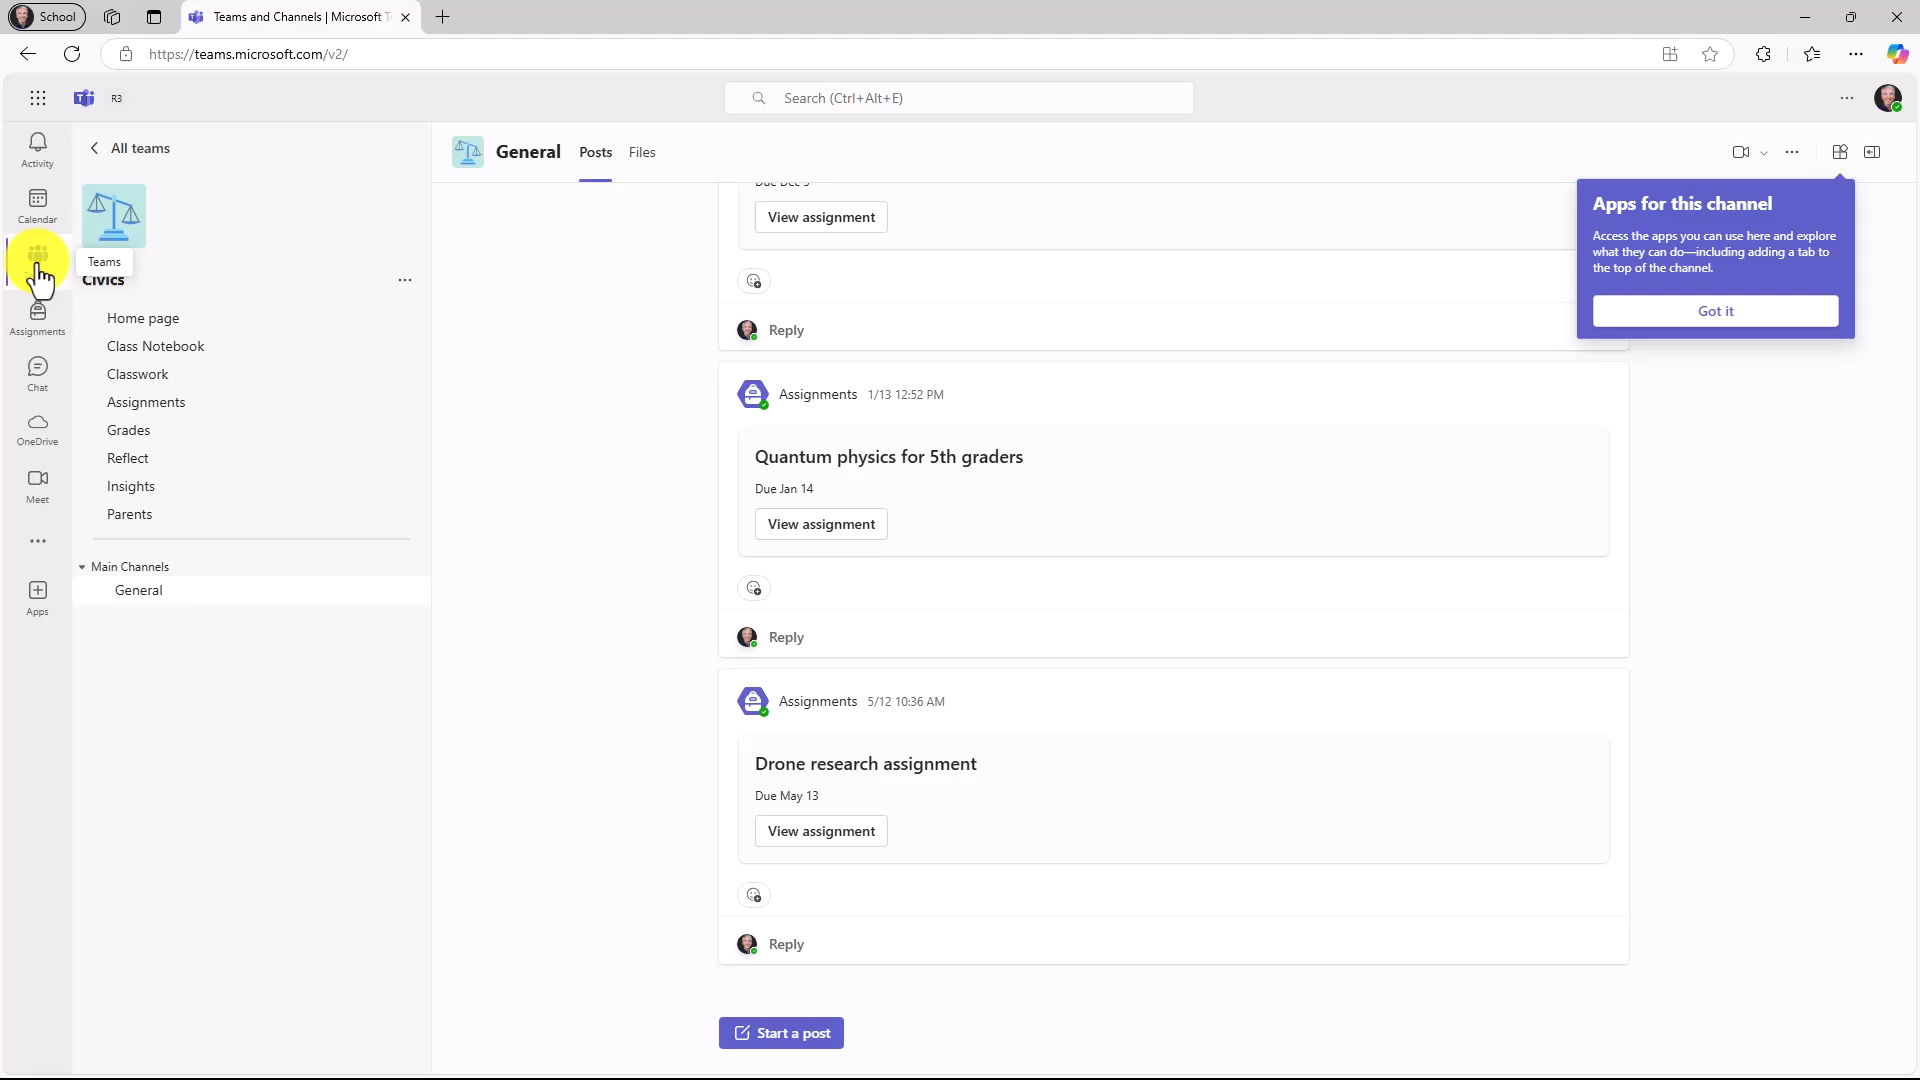 School
Teams and Channels | Microsoft T
https://teams.microsoft.com/v2/
R3
Search (Ctrl+Alt+E)
Activity
Calendar
Teams
Assignments
Chat
OneDrive
Meet
Apps
All teams
Civics
Home page
Class Notebook
Classwork
Assignments
Grades
Reflect
Insights
Parents
Main Channels
General
General
Posts
Files
View assignment
Reply
Assignments 1/13 12:52 PM
Quantum physics for 5th graders
Due Jan 14
View assignment
Reply
Assignments 5/12 10:36 AM
Drone research assignment
Due May 13
View assignment
Reply
Start a post
Apps for this channel
Access the apps you can use here and explore
what they can do—including adding a tab to
the top of the channel.
Got it